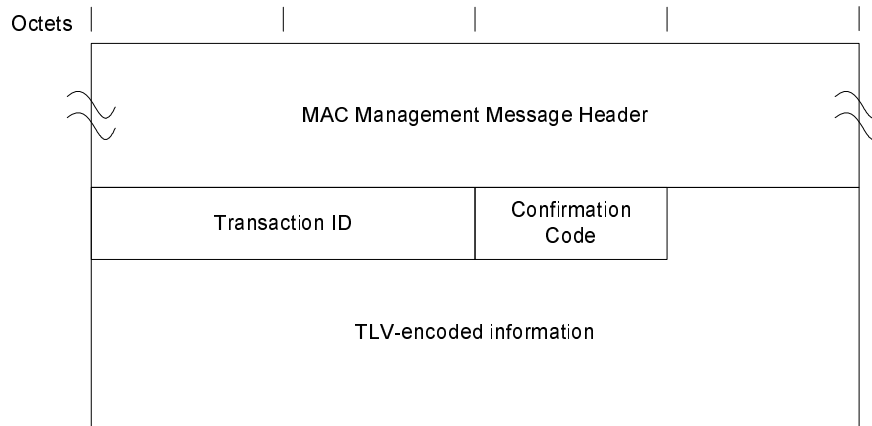 Octets
MAC Management Message Header
Transaction ID
Confirmation
Code
TLV-encoded information